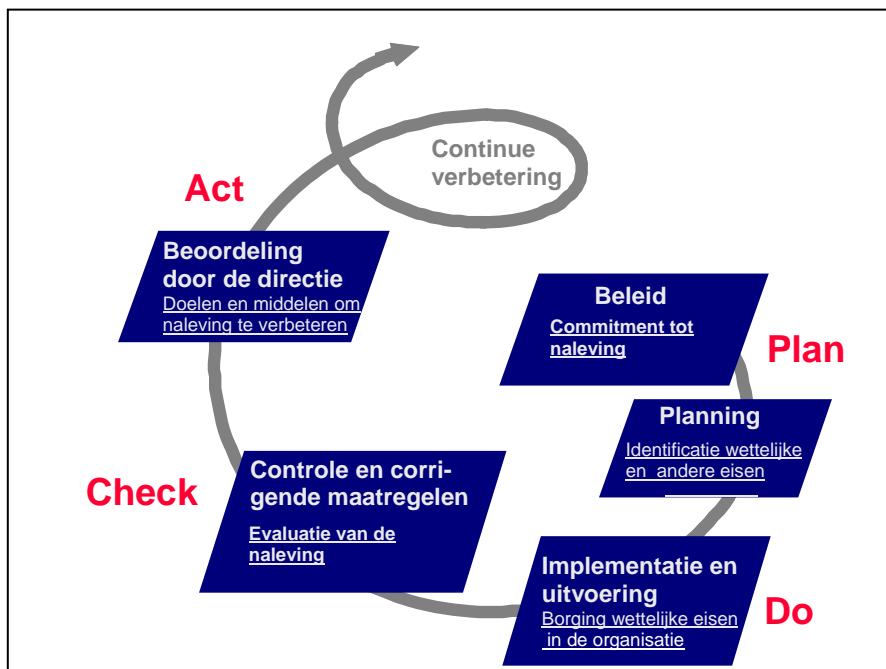 Continue
verbetering
Act
Beoordeling
door de directie
Doelen en middelen om
naleving te verbeteren
Beleid
Commitment tot
naleving
Plan
Planning
Identificatie wettelijke
en andere eisen
Check
Controle en corri-
gende maatregelen
Evaluatie van de
naleving
Implementatie en
uitvoering
Borging wettelijke eisen
in de organisatie
Do